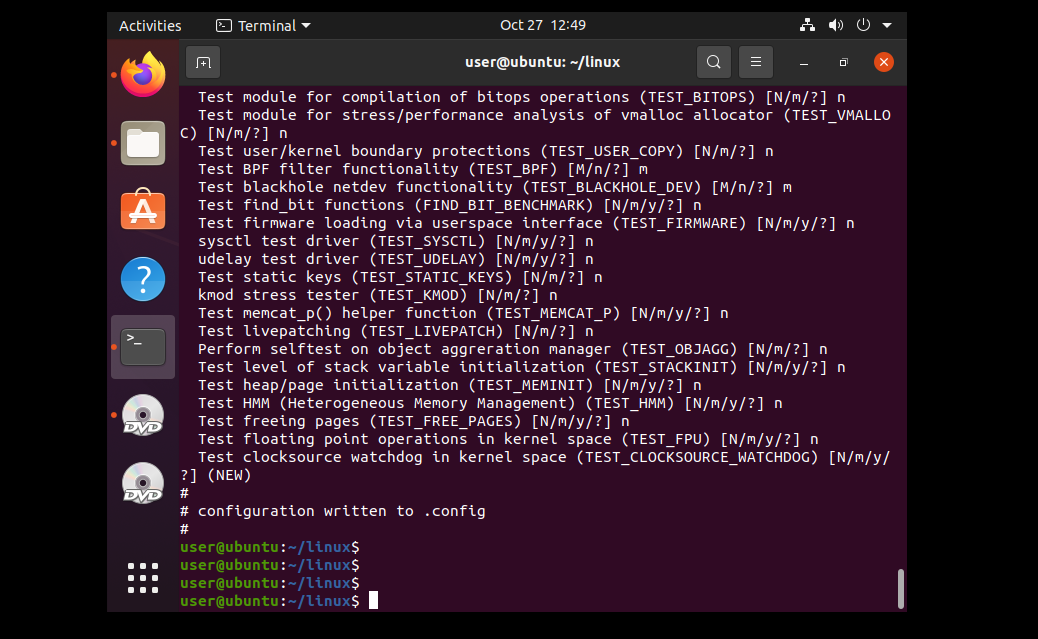 Activities
Terminal
Oct 27 12:49
user@ubuntu: ~/linux
Test module for compilation of bitops operations (TEST_BITOPS) [N/m/?] n
Test module for stress/performance analysis of vmalloc allocator (TEST_VMALLO
C) [N/m/?] n
Test user/kernel boundary protections (TEST_USER_COPY) [N/m/?] n
Test BPF filter functionality (TEST_BPF) [M/n/?] m
Test blackhole netdev functionality (TEST_BLACKHOLE_DEV) [M/n/?] m
Test find_bit functions (FIND_BIT_BENCHMARK) [N/m/y/?] n
Test firmware loading via userspace interface (TEST_FIRMWARE) [N/m/y/?] n
sysctl test driver (TEST_SYSCTL) [N/m/y/?] n
udelay test driver (TEST_UDELAY) [N/m/y/?] n
Test static keys (TEST_STATIC_KEYS) [N/m/?] n
kmod stress tester (TEST_KMOD) [N/m/?] n
Test memcat_p() helper function (TEST_MEMCAT_P) [N/m/y/?] n
Test livepatching (TEST_LIVEPATCH) [N/m/?] n
Perform selftest on object aggreration manager (TEST_OBJAGG) [N/m/?] n
Test level of stack variable initialization (TEST_STACKINIT) [N/m/y/?] n
Test heap/page initialization (TEST_MEMINIT) [N/m/y/?] n
Test HMM (Heterogeneous Memory Management) (TEST_HMM) [N/m/y/?] n
Test freeing pages (TEST_FREE_PAGES) [N/m/y/?] n
Test floating point operations in kernel space (TEST_FPU) [N/m/y/?] n
Test clocksource watchdog in kernel space (TEST_CLOCKSOURCE_WATCHDOG) [N/m/y/
?] (NEW)
#
# configuration written to .config
#
user@ubuntu:~/linux$
user@ubuntu:~/linux$
user@ubuntu:~/linux$
user@ubuntu:~/linux$
A
?
>_
DVD
DVD